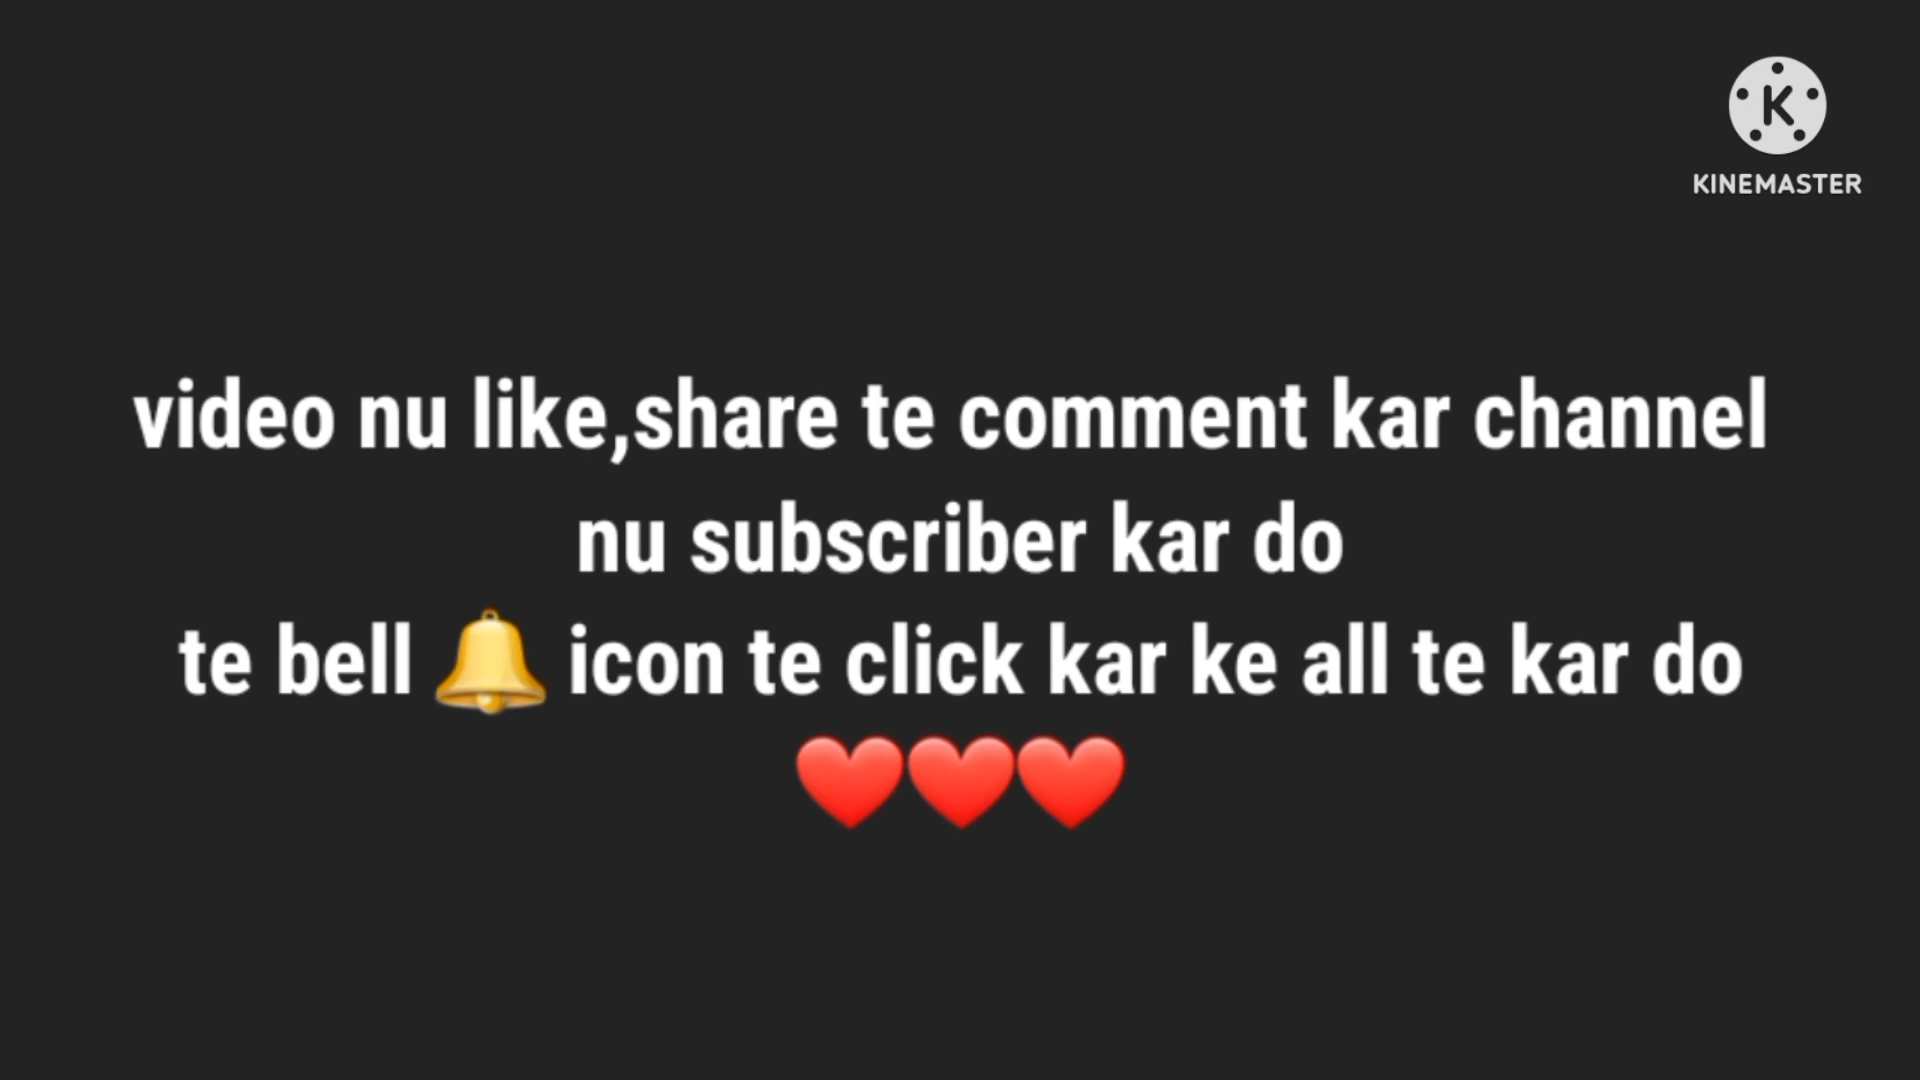 KINEMASTER
video nu like,share te comment kar channel
nu subscriber kar do
te bell 🔔 icon te click kar ke all te kar do
❤️❤️❤️